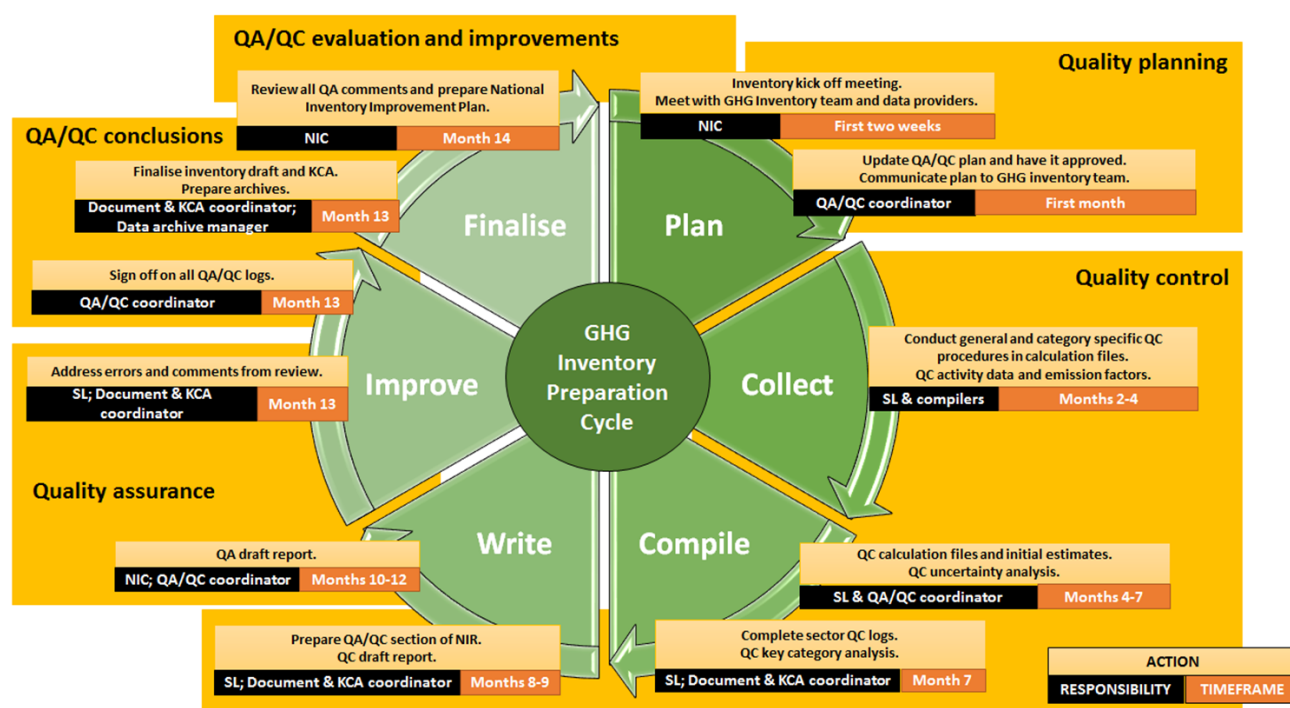 QA/QC evaluation and improvements
Review all QA comments and prepare National
Inventory Improvement Plan.
NIC
Month 14
Quality planning
Inventory kick off meeting.
Meet with GHG Inventory team and data providers.
NIC
First two weeks
Update QA/QC plan and have it approved.
Communicate plan to GHG inventory team.
QA/QC coordinator
First month
QA/QC conclusions
Finalise inventory draft and KCA.
Prepare archives.
Document & KCA coordinator;
Data archive manager
Month 13
Sign off on all QA/QC logs.
QA/QC coordinator
Month 13
Finalise
Plan
Improve
GHG
Inventory
Preparation
Cycle
Collect
Write
Compile
Quality control
Conduct general and category specific QC
procedures in calculation files.
QC activity data and emission factors.
SL & compilers
Months 2-4
Address errors and comments from review.
SL; Document & KCA
coordinator
Month 13
Quality assurance
QA draft report.
NIC; QA/QC coordinator
Months 10-12
QC calculation files and initial estimates.
QC uncertainty analysis.
SL & QA/QC coordinator
Months 4-7
Prepare QA/QC section of NIR.
QC draft report.
SL; Document & KCA coordinator
Months 8-9
Complete sector QC logs.
QC key category analysis.
SL; Document & KCA coordinator
Month 7
ACTION
RESPONSIBILITY
TIMEFRAME